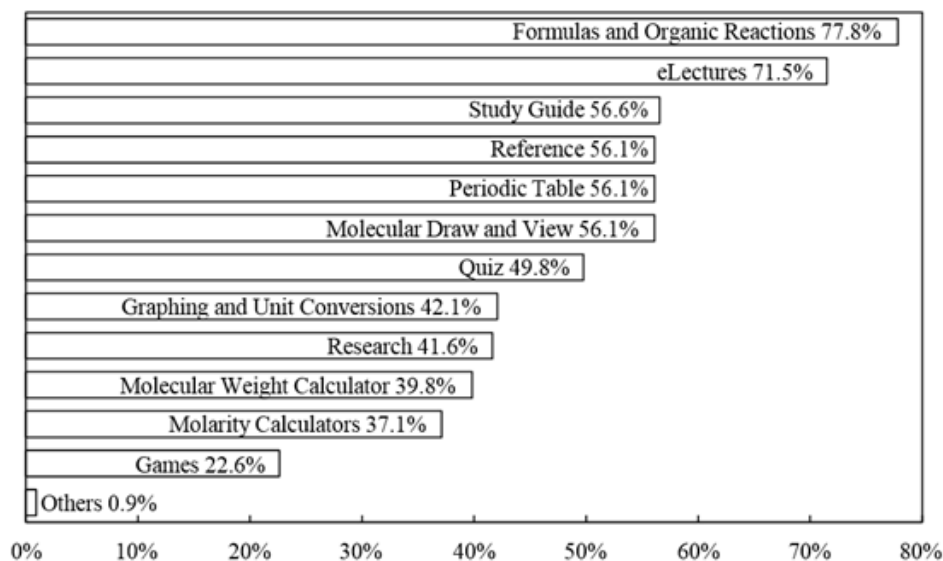 Formulas and Organic Reactions 77.8%
eLectures 71.5%
Study Guide 56.6%
Reference 56.1%
Periodic Table 56.1%
Molecular Draw and View 56.1%
Quiz 49.8%
Graphing and Unit Conversions 42.1%
Research 41.6%
Molecular Weight Calculator 39.8%
Molarity Calculators 37.1%
Games 22.6%
Others 0.9%
0% 10% 20% 30% 40% 50% 60% 70% 80%